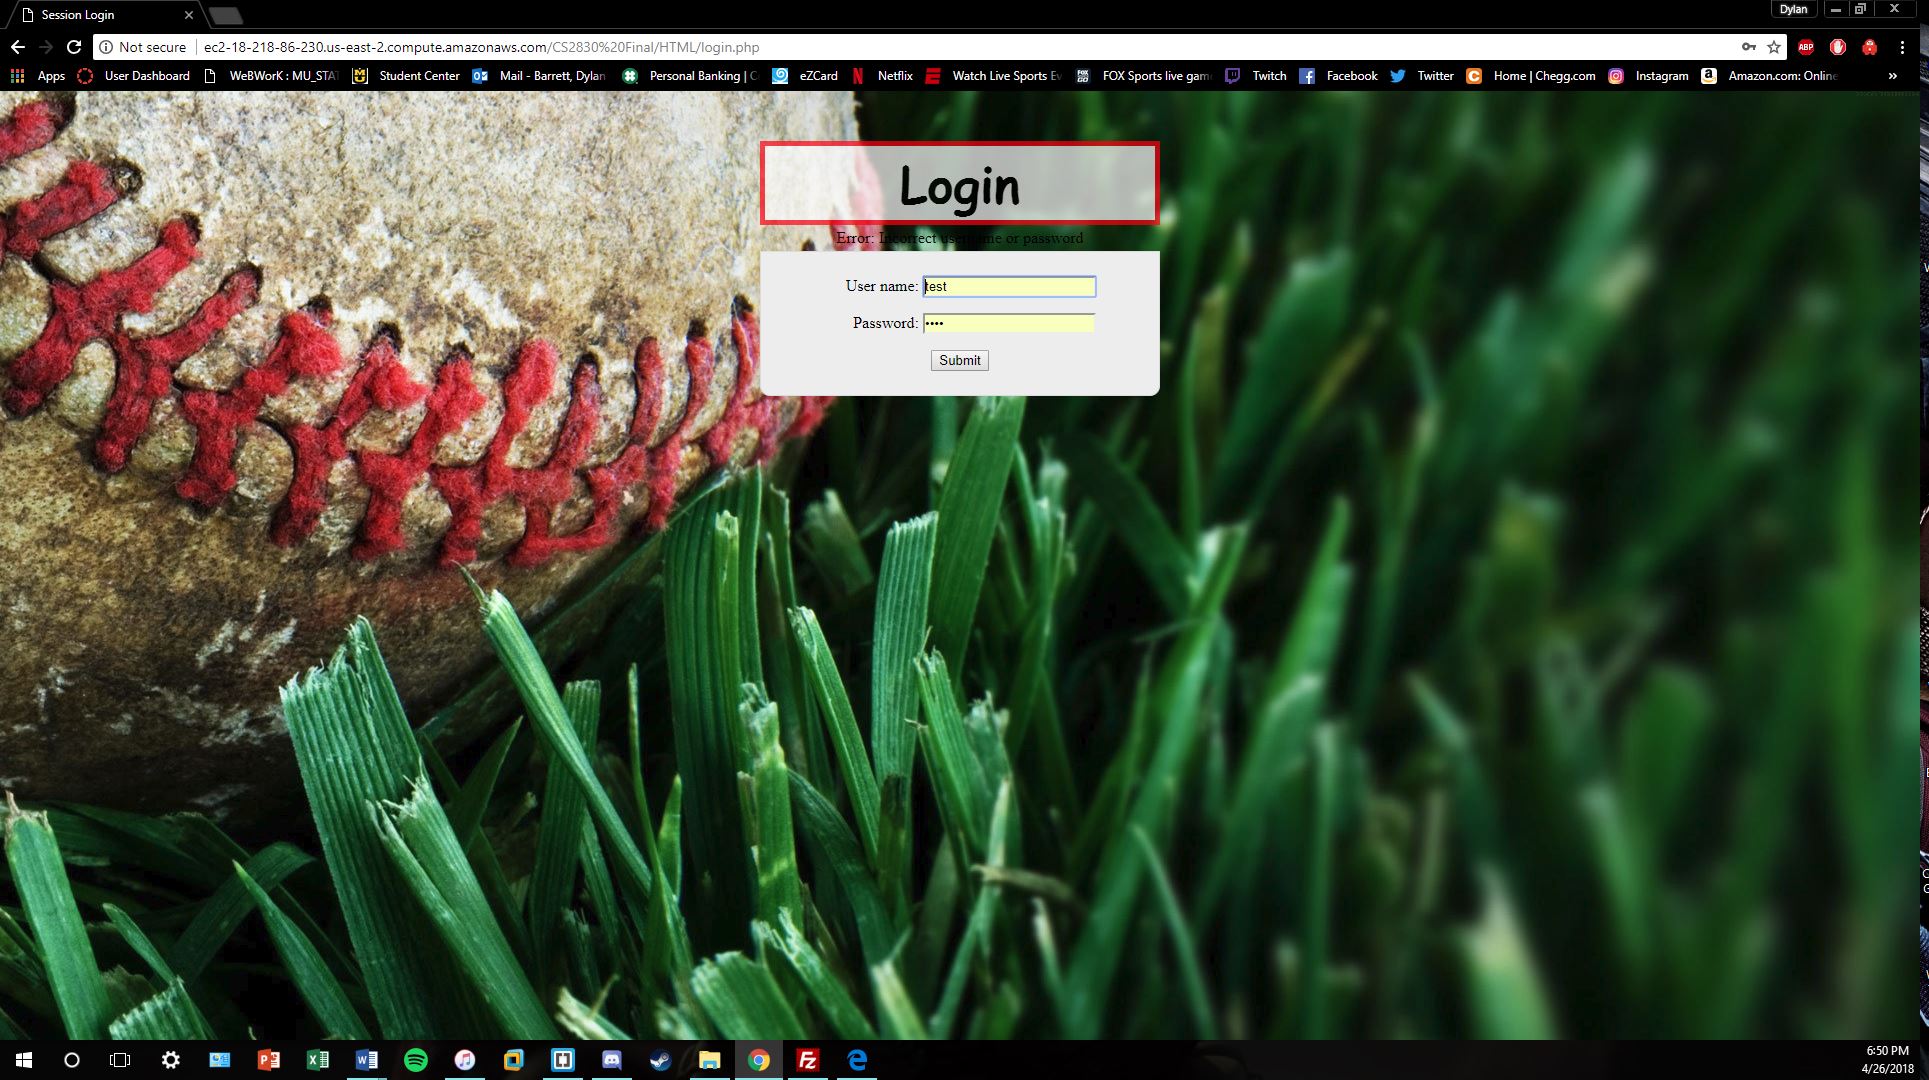 Session Login
Dylan
Not secure
ec2-18-218-86-230.us-east-2.compute.amazonaws.com/CS2830%20Final/HTML/login.php
ABP
Apps
User Dashboard
WeBWorK : MU_STAT
MU
Student Center
Mail - Barrett, Dylan
Personal Banking | C
eZCard
Netflix
Watch Live Sports Ev
FOX Sports live game
Twitch
Facebook
Twitter
Home | Chegg.com
Instagram
Amazon.com: Online
»
Login
Error: Incorrect username or password
User name: test
Password: ••••
Submit
6:50 PM
4/26/2018